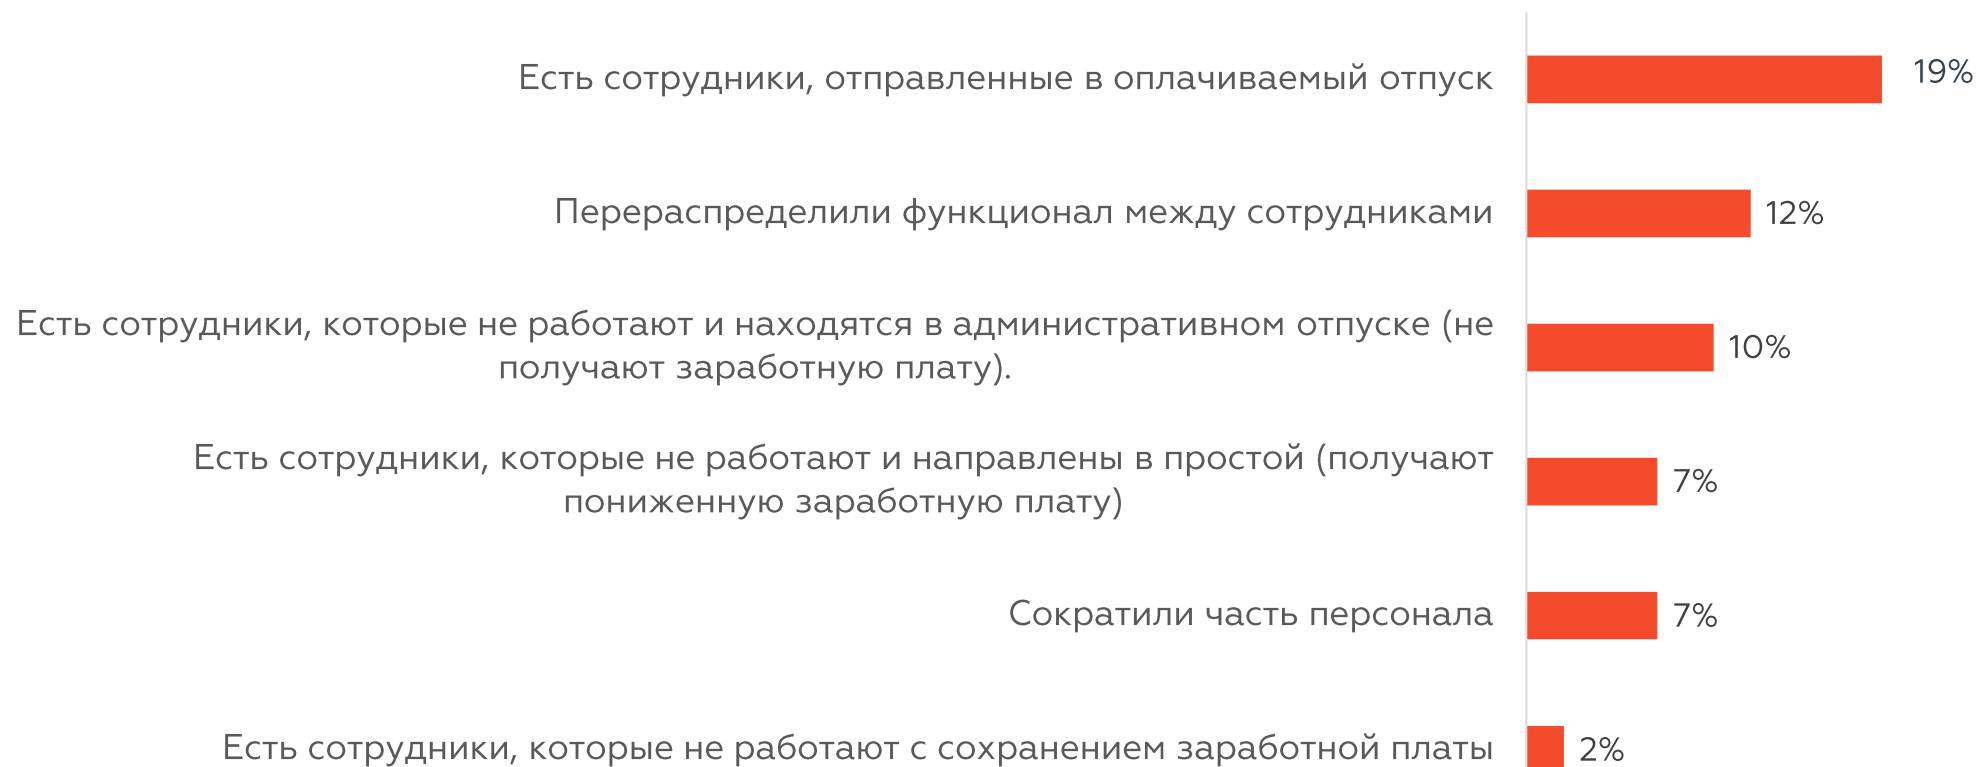 Есть сотрудники, отправленные в оплачиваемый отпуск 19%
Перераспределили функционал между сотрудниками 12%
Есть сотрудники, которые не работают и находятся в административном отпуске (не
получают заработную плату). 10%
Есть сотрудники, которые не работают и направлены в простой (получают
пониженную заработную плату) 7%
Сократили часть персонала 7%
Есть сотрудники, которые не работают с сохранением заработной платы 2%